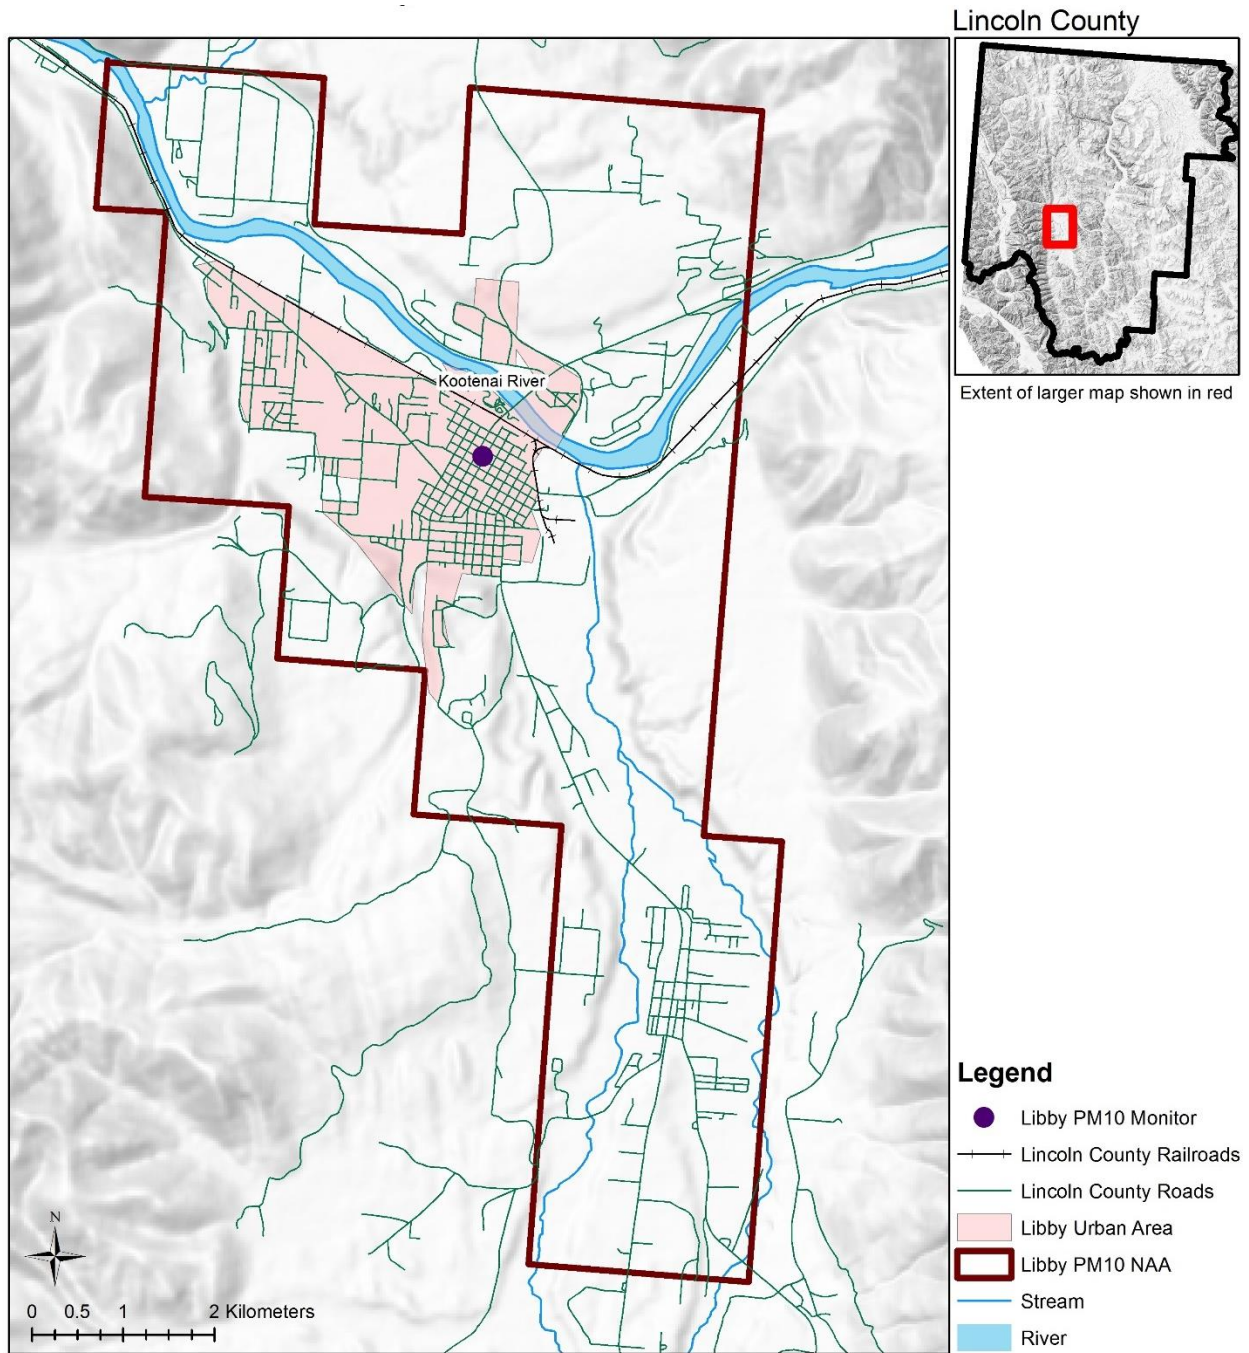 Lincoln County
Extent of larger map shown in red
Kootenai River
Legend
Libby PM10 Monitor
Lincoln County Railroads
Lincoln County Roads
Libby Urban Area
Libby PM10 NAA
Stream
River
N
0 0.5 1 2 Kilometers